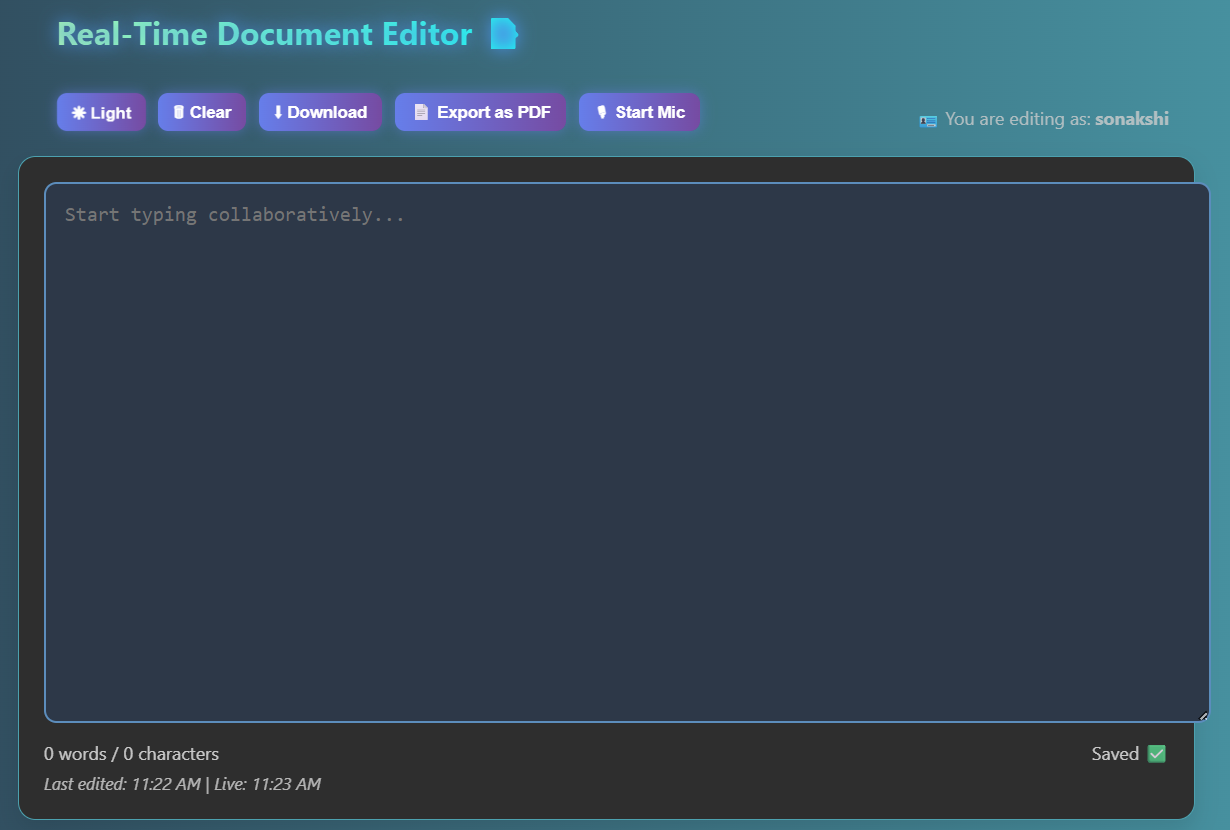 Real-Time Document Editor
Light
Clear
Download
Export as PDF
Start Mic
You are editing as: sonakshi
Start typing collaboratively...
0 words / 0 characters
Saved ✅
Last edited: 11:22 AM | Live: 11:23 AM